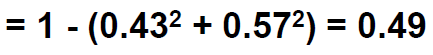 = 1 - (0.43² + 0.57²) = 0.49